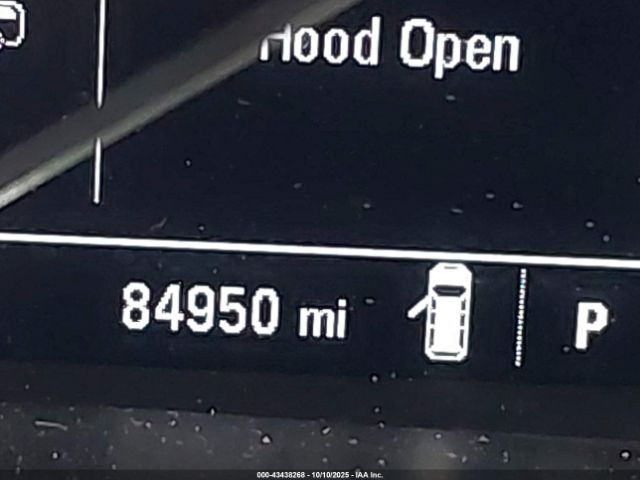 Hood Open
84950 mi
P
000-43438268 - 10/10/2025 - IAA Inc.